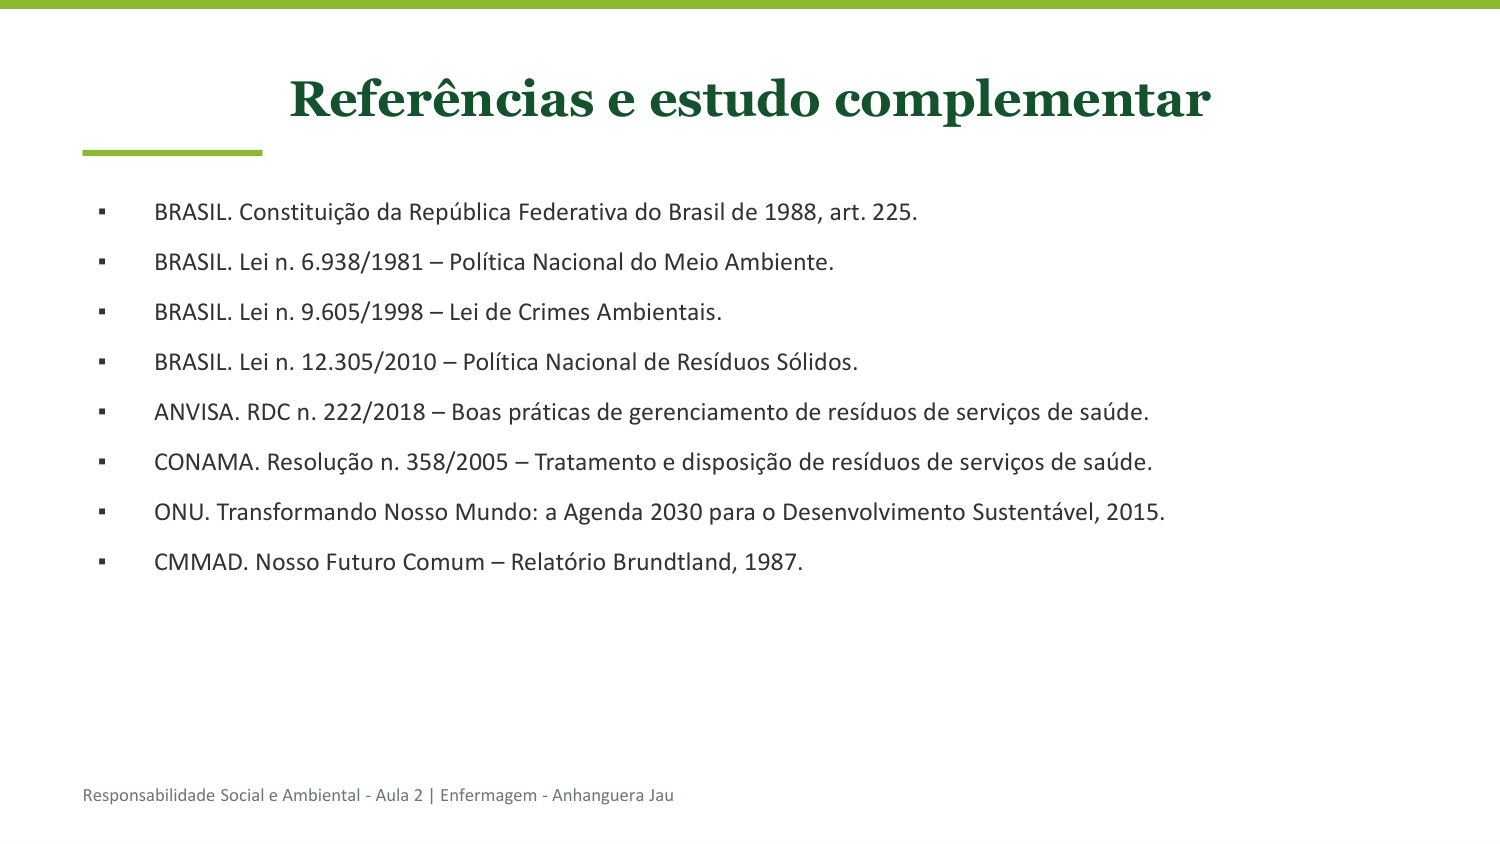 Referências e estudo complementar
▪ BRASIL. Constituição da República Federativa do Brasil de 1988, art. 225.
▪ BRASIL. Lei n. 6.938/1981 – Política Nacional do Meio Ambiente.
▪ BRASIL. Lei n. 9.605/1998 – Lei de Crimes Ambientais.
▪ BRASIL. Lei n. 12.305/2010 – Política Nacional de Resíduos Sólidos.
▪ ANVISA. RDC n. 222/2018 – Boas práticas de gerenciamento de resíduos de serviços de saúde.
▪ CONAMA. Resolução n. 358/2005 – Tratamento e disposição de resíduos de serviços de saúde.
▪ ONU. Transformando Nosso Mundo: a Agenda 2030 para o Desenvolvimento Sustentável, 2015.
▪ CMMAD. Nosso Futuro Comum – Relatório Brundtland, 1987.
Responsabilidade Social e Ambiental - Aula 2 | Enfermagem - Anhanguera Jau